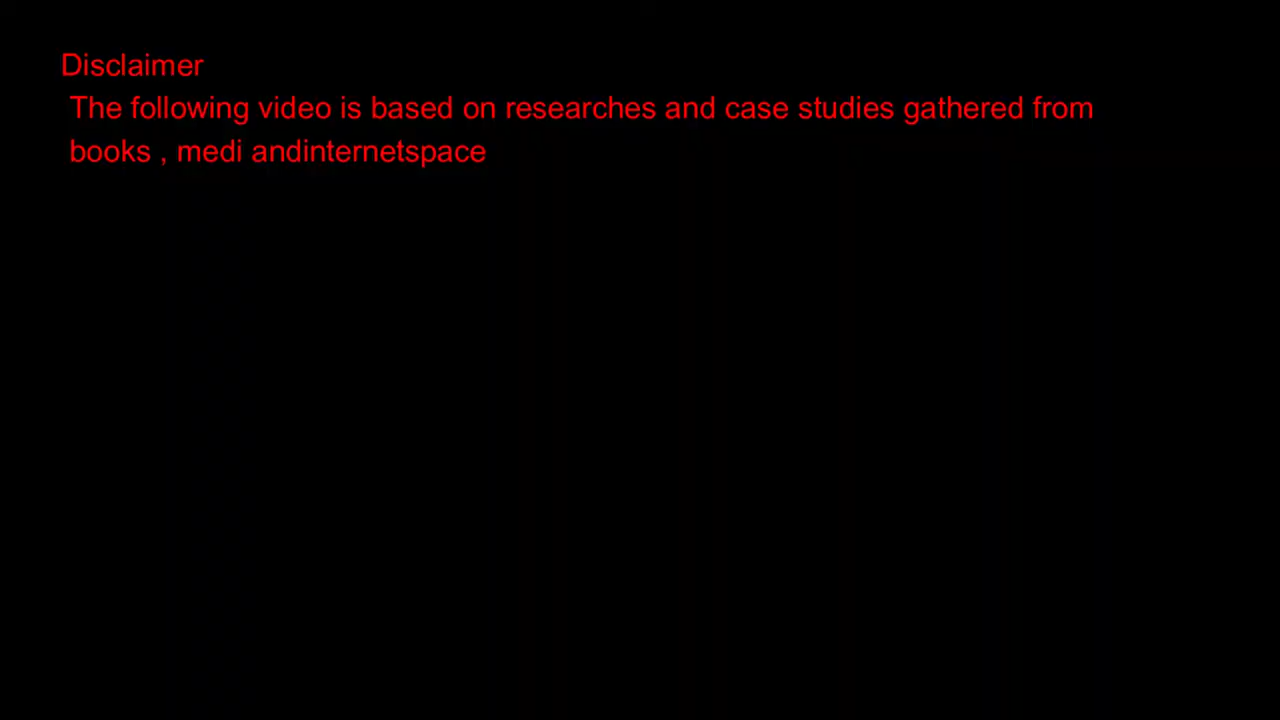 Disclaimer
The following video is based on researches and case studies gathered from
books , medi andinternetspace